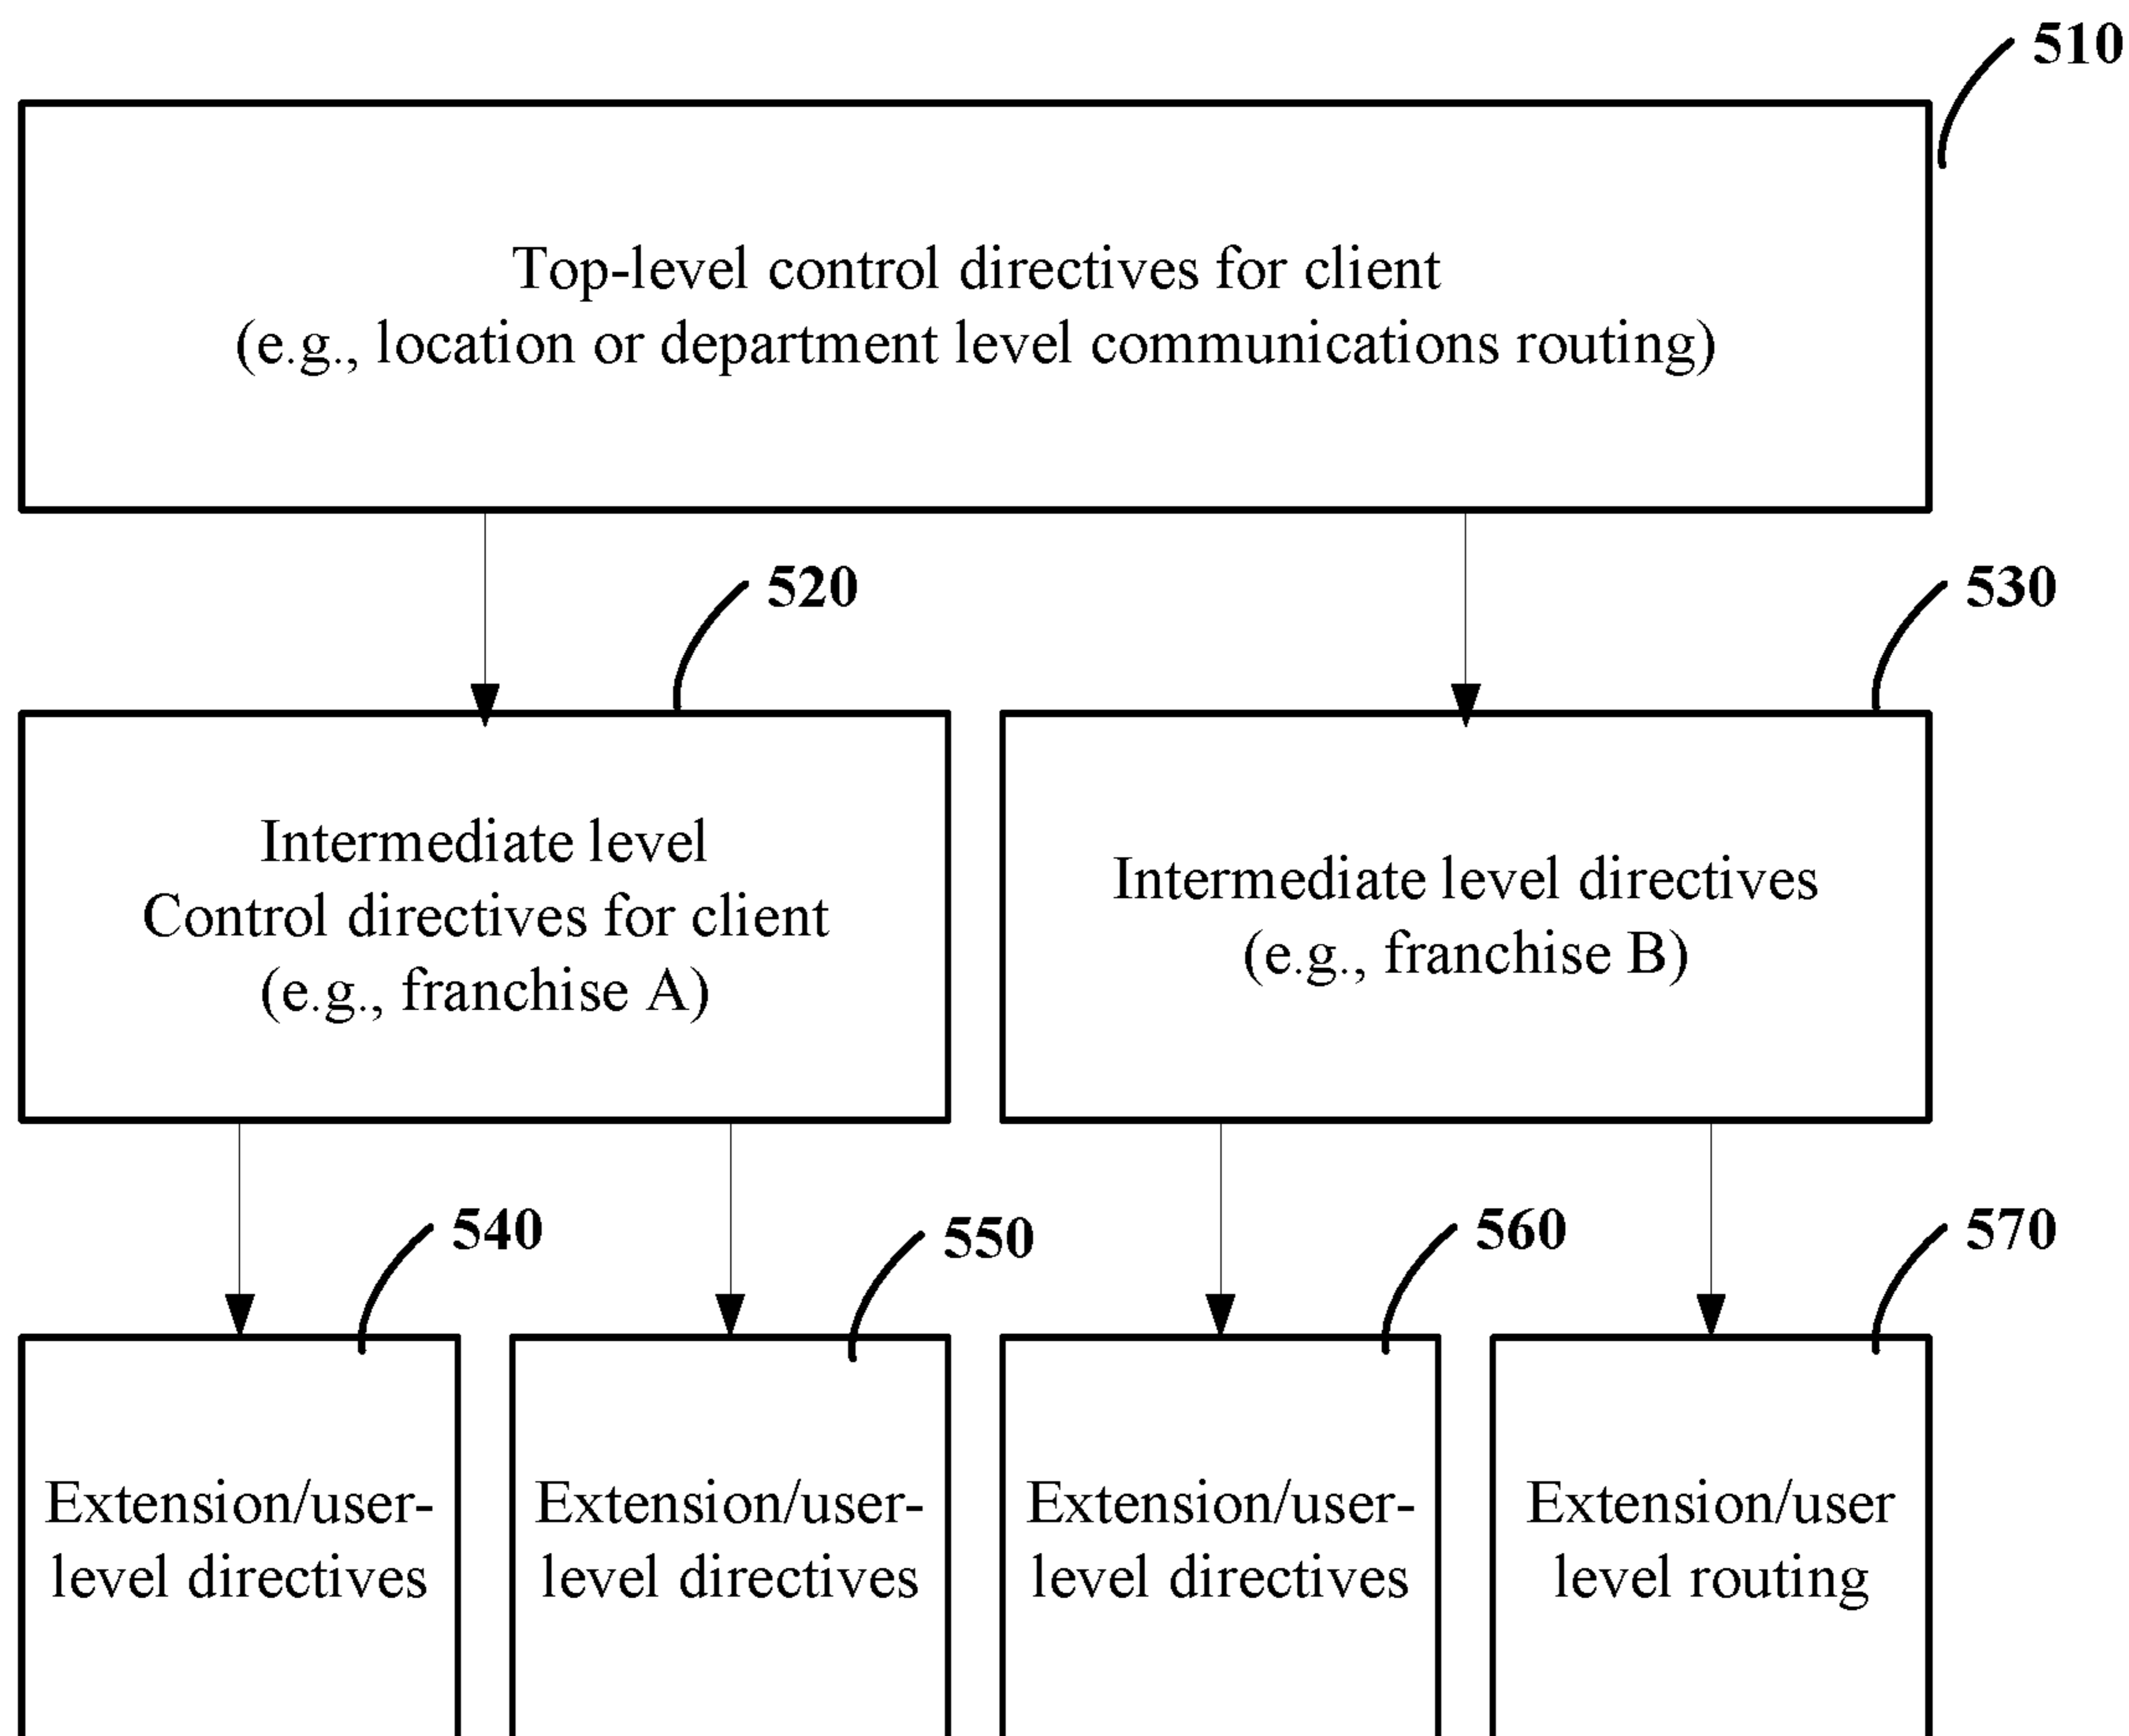 510
Top-level control directives for client
(e.g., location or department level communications routing)
520
530
Intermediate level
Control directives for client
(e.g., franchise A)
Intermediate level directives
(e.g., franchise B)
540
550
560
570
Extension/user-
level directives
Extension/user-
level directives
Extension/user-
level directives
Extension/user
level routing